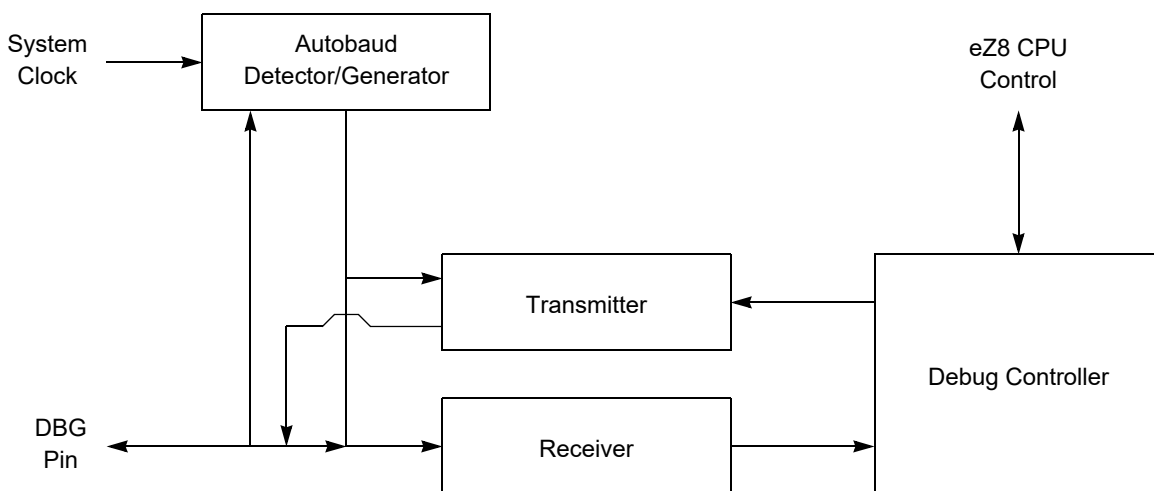 System
Clock
Autobaud
Detector/Generator
eZ8 CPU
Control
Transmitter
Debug Controller
DBG
Pin
Receiver